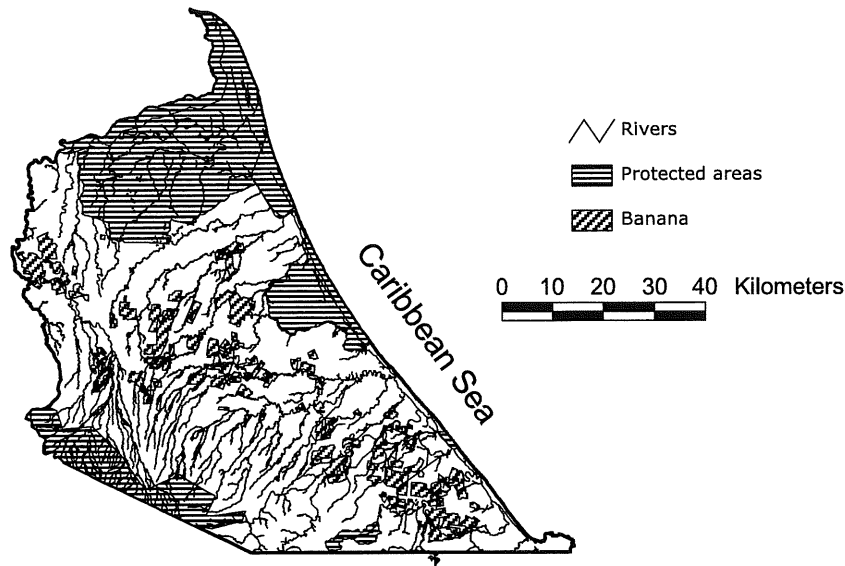 Rivers
Protected areas
Banana
0 10 20 30 40 Kilometers
Caribbean Sea